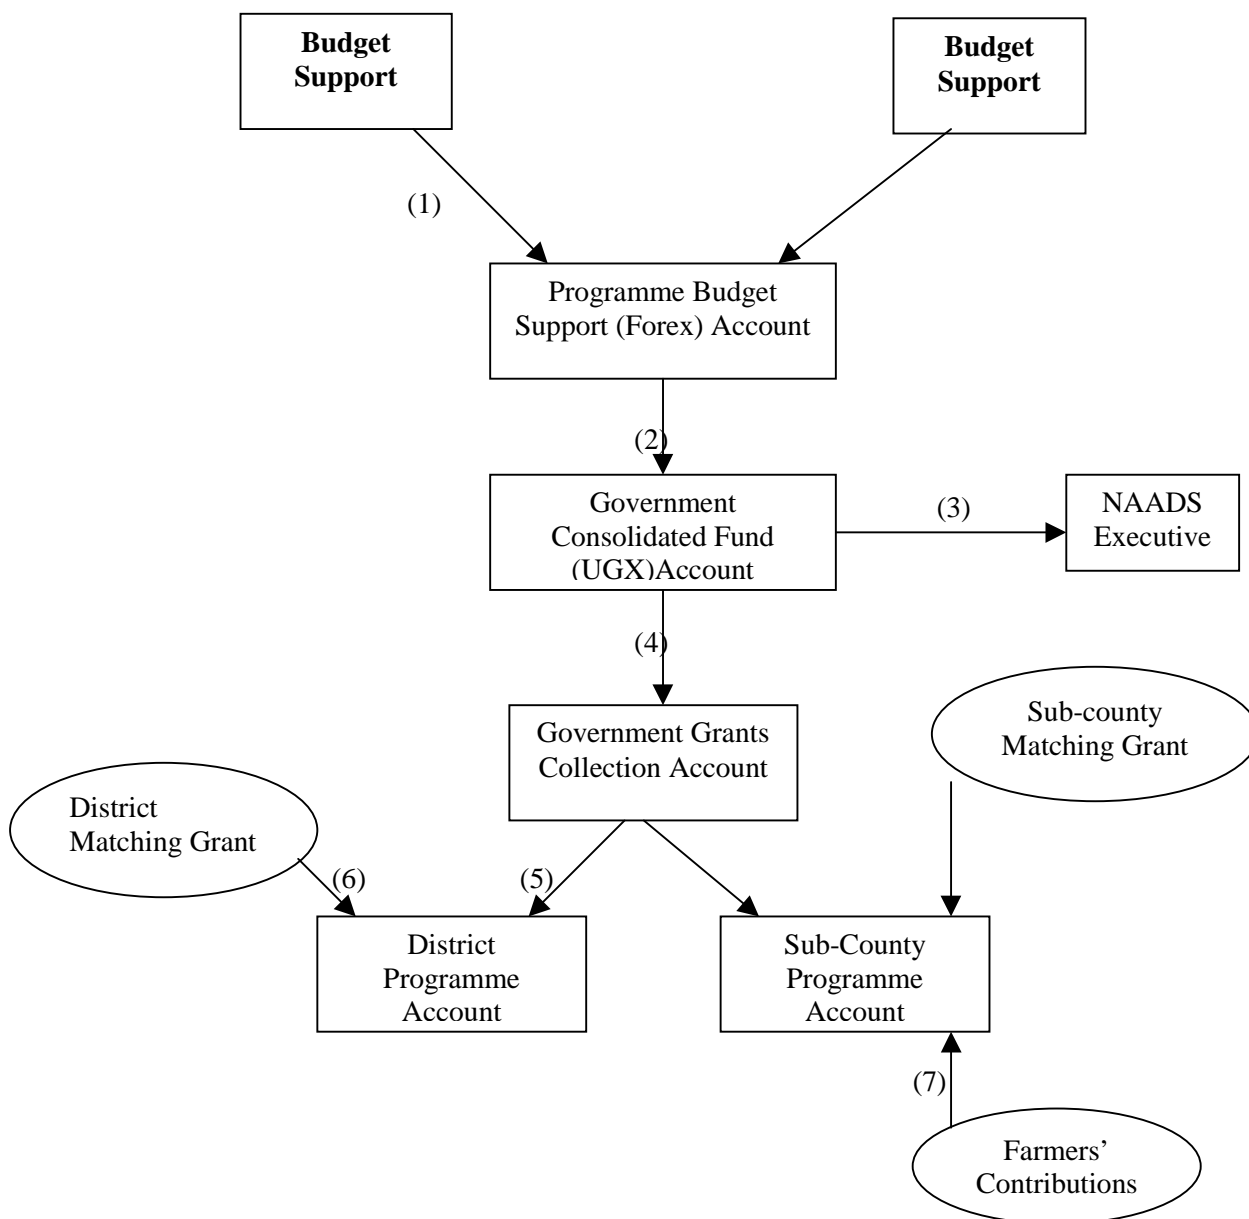 Budget
Support
Budget
Support
(1)
Programme Budget
Support (Forex) Account
(2)
Government
Consolidated Fund
(UGX)Account
(3)
NAADS
Executive
(4)
Government Grants
Collection Account
Sub-county
Matching Grant
District
Matching Grant
(6)
(5)
District
Programme
Account
Sub-County
Programme
Account
(7)
Farmers’
Contributions